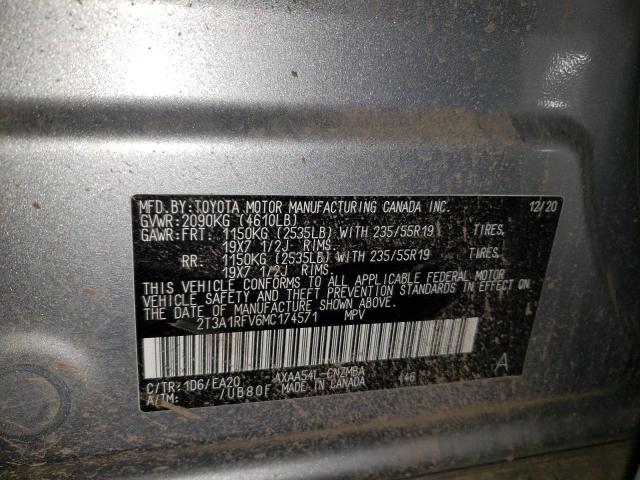 MFD.BY:TOYOTA MOTOR MANUFACTURING CANADA INC. 12/20
GVWR:2090KG (4610LB)
GAWR:FRT. 1150KG (2535LB) WITH 235/55R19 TIRES,
19X7 1/2J RIMS.
RR. 1150KG (2535LB) WITH 235/55R19 TIRES,
19X7 1/2J RIMS.
THIS VEHICLE CONFORMS TO ALL APPLICABLE FEDERAL MOTOR
VEHICLE SAFETY AND THEFT PREVENTION STANDARDS IN EFFECT ON
THE DATE OF MANUFACTURE SHOWN ABOVE.
2T3A1RFV6MC174571 MPV
A
C/TR:1D6/EA20 AXAA54L-CNZMBA
A/TM: /UB80F MADE IN CANADA